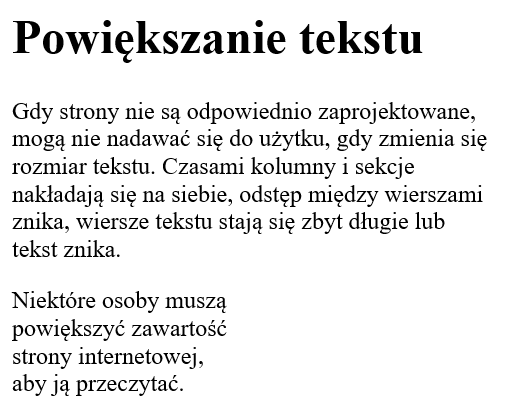 Powiększanie tekstu
Gdy strony nie są odpowiednio zaprojektowane,
mogą nie nadawać się do użytku, gdy zmienia się
rozmiar tekstu. Czasami kolumny i sekcje
nakładają się na siebie, odstęp między wierszami
znika, wiersze tekstu stają się zbyt długie lub
tekst znika.
Niektóre osoby muszą
powiększyć zawartość
strony internetowej,
aby ją przeczytać.